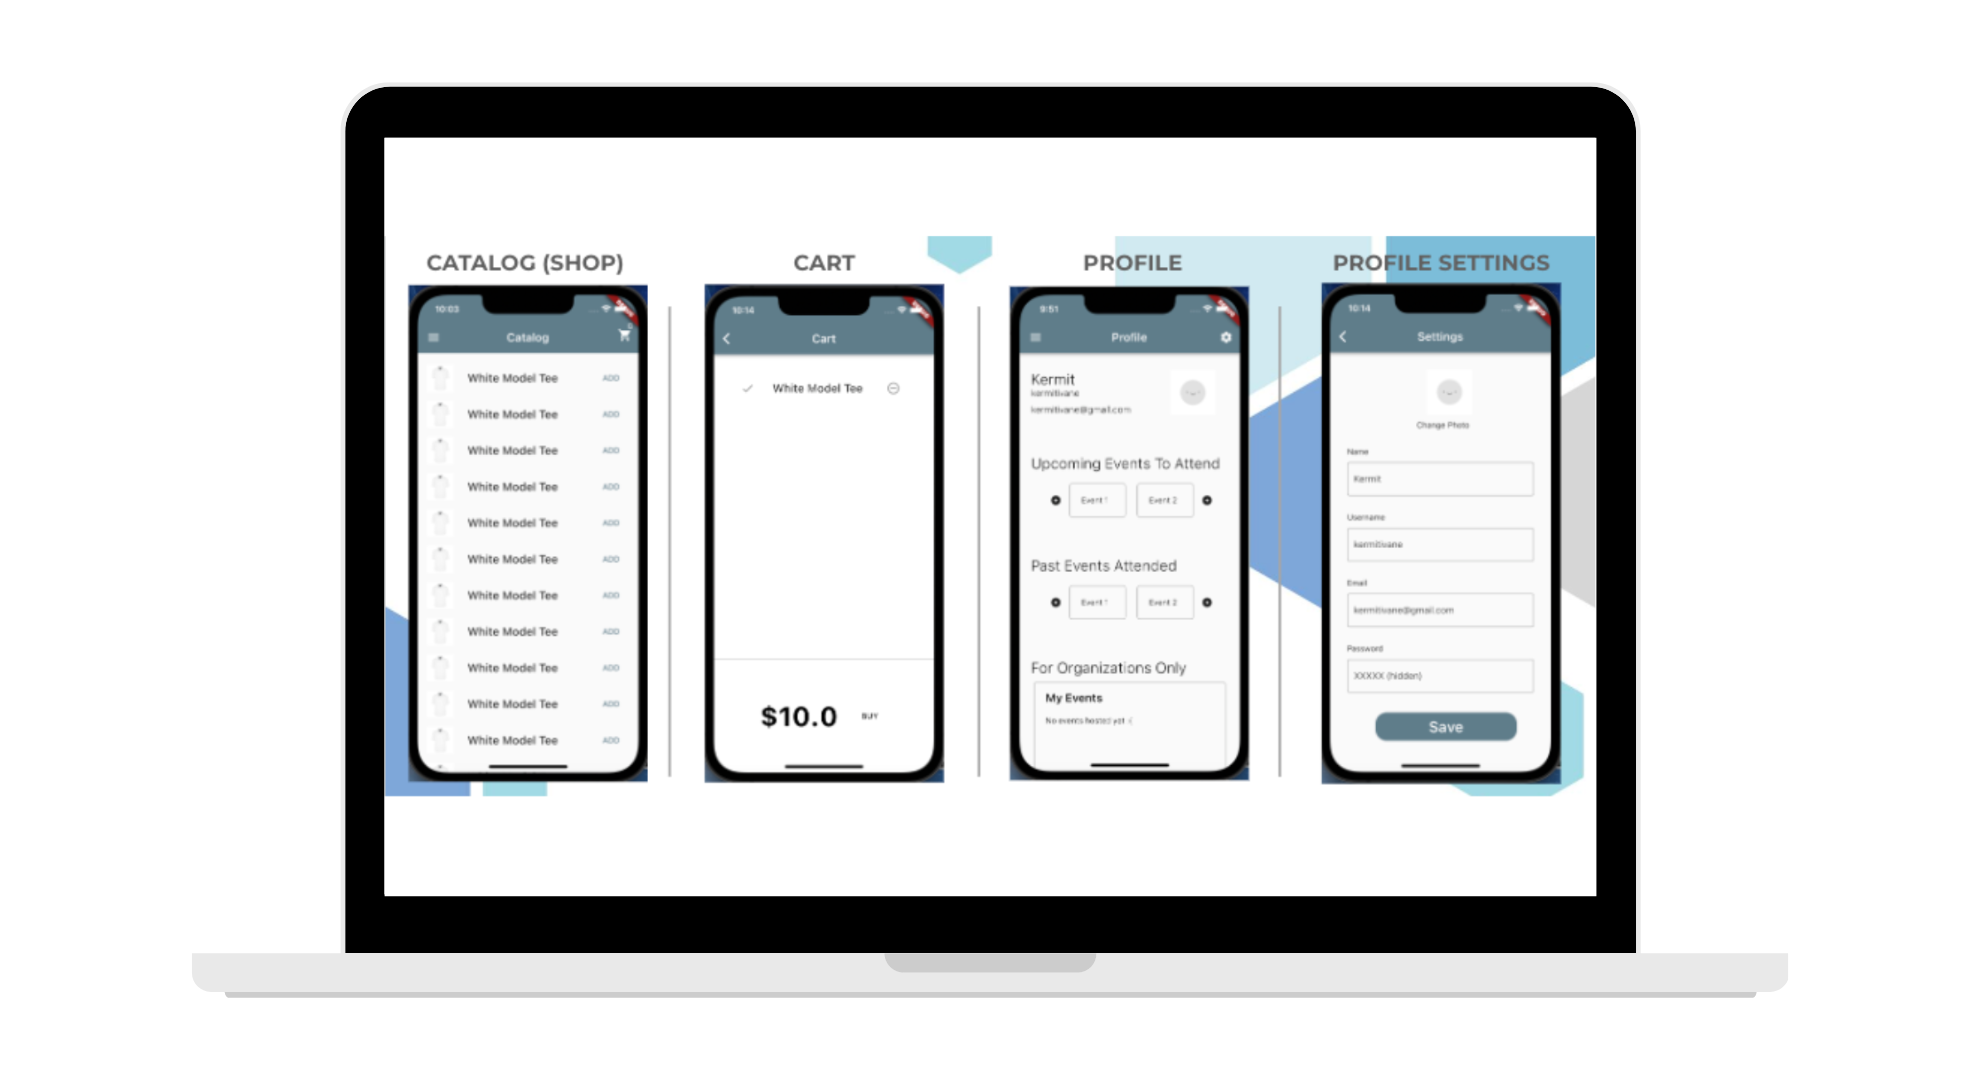 CATALOG (SHOP)
10:03
Catalog
White Model Tee ADD
White Model Tee ADD
White Model Tee ADD
White Model Tee ADD
White Model Tee ADD
White Model Tee ADD
White Model Tee ADD
White Model Tee ADD
White Model Tee ADD
White Model Tee ADD
White Model Tee ADD
CART
10:14
Cart
White Model Tee
$10.0 BUY
PROFILE
9:51
Profile
Kermit
kermitivane
kermitivane@gmail.com
Upcoming Events To Attend
Event 1 Event 2
Past Events Attended
Event 1 Event 2
For Organizations Only
My Events
No events hosted yet :(
PROFILE SETTINGS
10:14
Settings
Change Photo
Name
Kermit
Username
kermitivane
Email
kermitivane@gmail.com
Password
XXXXX (hidden)
Save